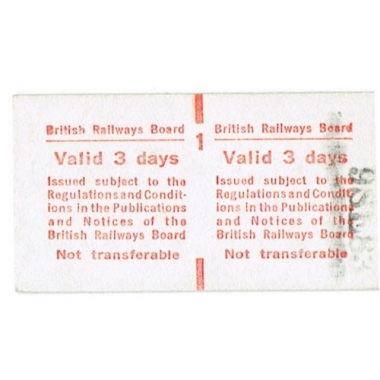 British Railways Board
Valid 3 days
Issued subject to the
Regulations and Condit-
ions in the Publications
and Notices of the
British Railways Board
Not transferable
1
British Railways Board
Valid 3 days
Issued subject to the
Regulations and Condit-
ions in the Publications
and Notices of the
British Railways Board
Not transferable